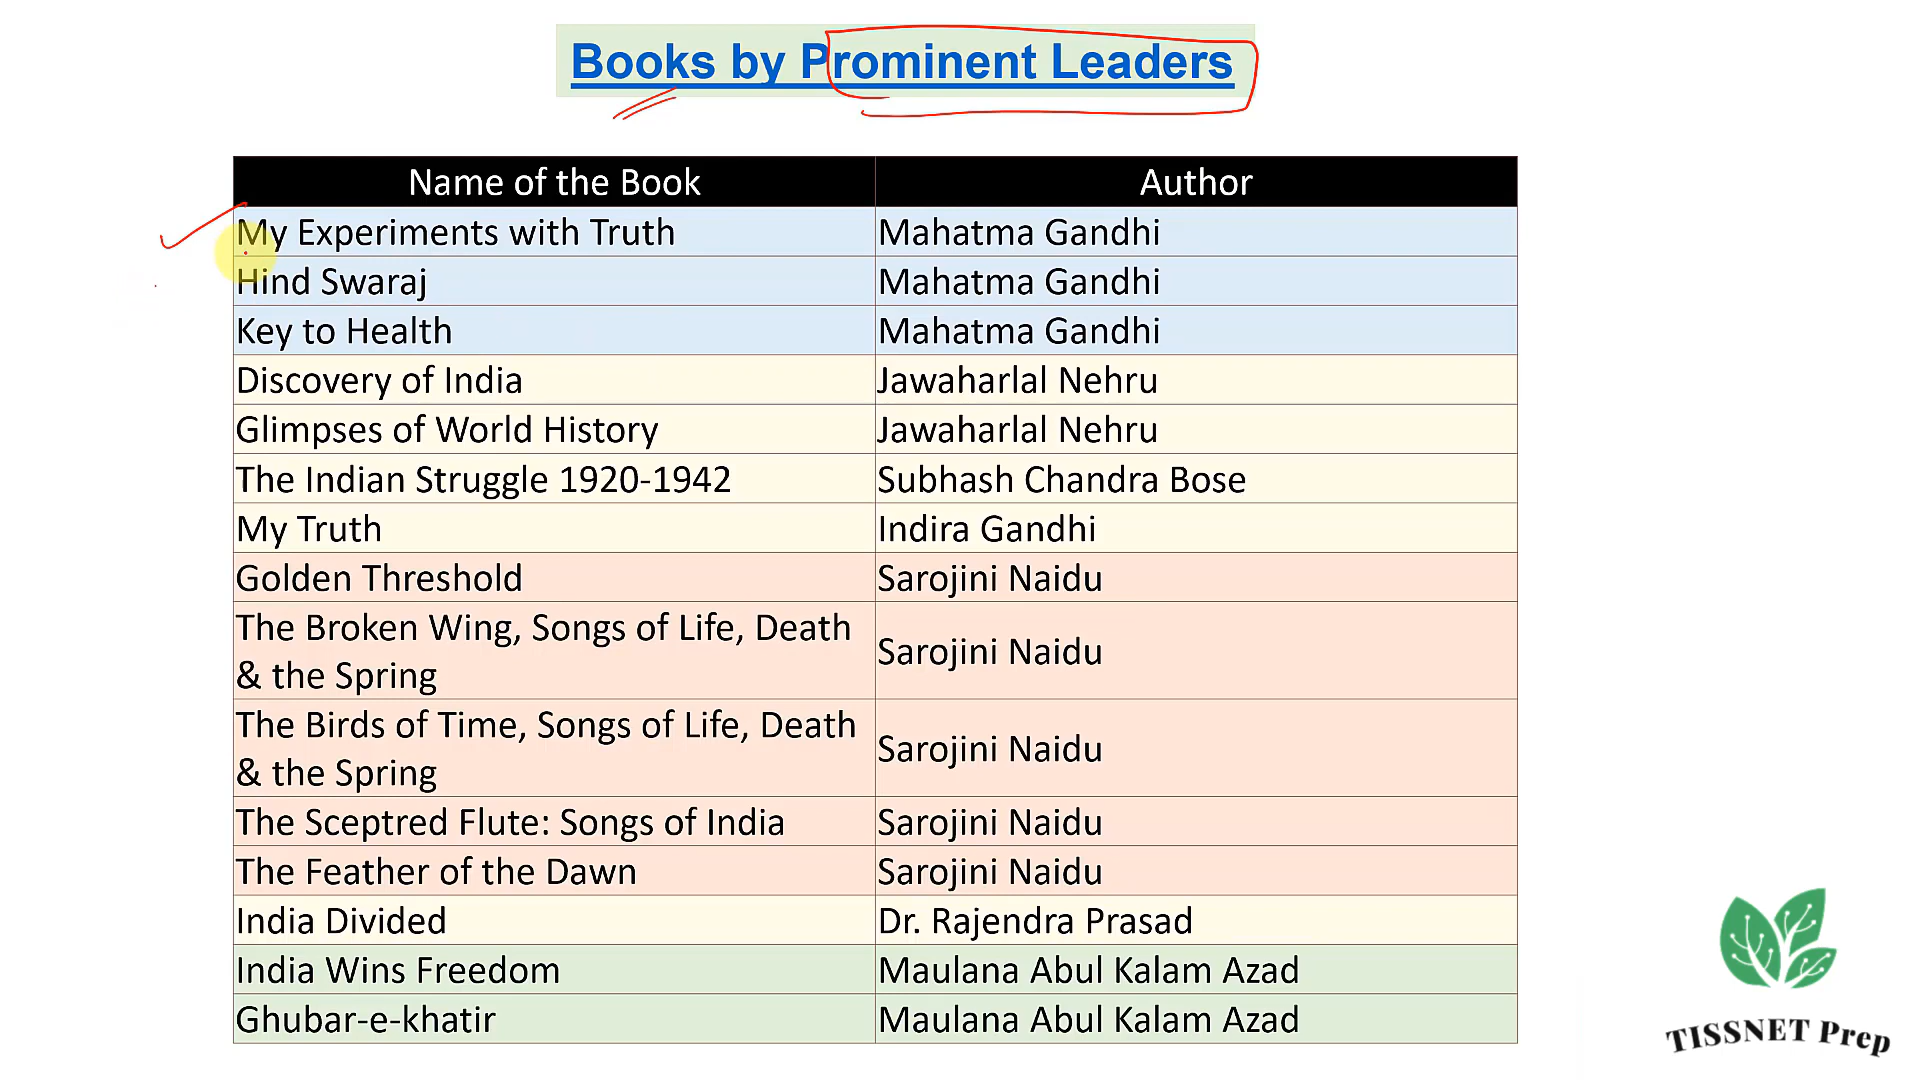 Books by Prominent Leaders
Name of the Book Author
My Experiments with Truth Mahatma Gandhi
Hind Swaraj Mahatma Gandhi
Key to Health Mahatma Gandhi
Discovery of India Jawaharlal Nehru
Glimpses of World History Jawaharlal Nehru
The Indian Struggle 1920-1942 Subhash Chandra Bose
My Truth Indira Gandhi
Golden Threshold Sarojini Naidu
The Broken Wing, Songs of Life, Death
& the Spring
Sarojini Naidu
The Birds of Time, Songs of Life, Death
& the Spring
Sarojini Naidu
The Sceptred Flute: Songs of India Sarojini Naidu
The Feather of the Dawn Sarojini Naidu
India Divided Dr. Rajendra Prasad
India Wins Freedom Maulana Abul Kalam Azad
Ghubar-e-khatir Maulana Abul Kalam Azad
TISSNET Prep